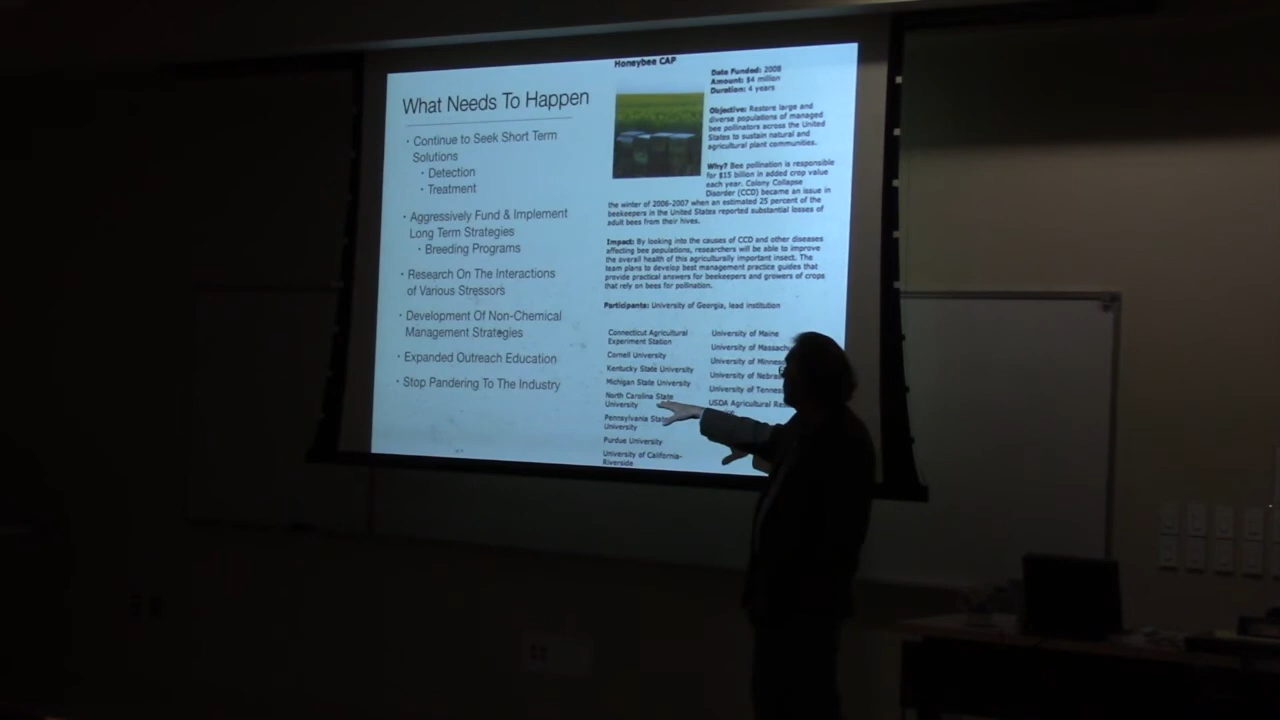 What Needs To Happen
• Continue to Seek Short Term
Solutions
• Detection
• Treatment
• Aggressively Fund & Implement
Long Term Strategies
• Breeding Programs
• Research On The Interactions
of Various Stressors
• Development Of Non-Chemical
Management Strategies
• Expanded Outreach Education
• Stop Pandering To The Industry
Honeybee CAP
Date Funded: 2008
Amount: $4 million
Duration: 4 years
Objective: Restore large and
diverse populations of managed
bee pollinators across the United
States to sustain natural and
agricultural plant communities.
Why? Bee pollination is responsible
for $15 billion in added crop value
each year. Colony Collapse
Disorder (CCD) became an issue in
the winter of 2006-2007 when an estimated 25 percent of the
beekeepers in the United States reported substantial losses of
adult bees from their hives.
Impact: By looking into the causes of CCD and other diseases
affecting bee populations, researchers will be able to improve
the overall health of this agriculturally important insect. The
team plans to develop best management practice guides that
provide practical answers for beekeepers and growers of crops
that rely on bees for pollination.
Participants: University of Georgia, lead institution
Connecticut Agricultural
Experiment Station
Cornell University
Kentucky State University
Michigan State University
North Carolina State
University
Pennsylvania State
University
Purdue University
University of California-
Riverside
University of Maine
University of
University of
University of
University of
USDA Agricultural